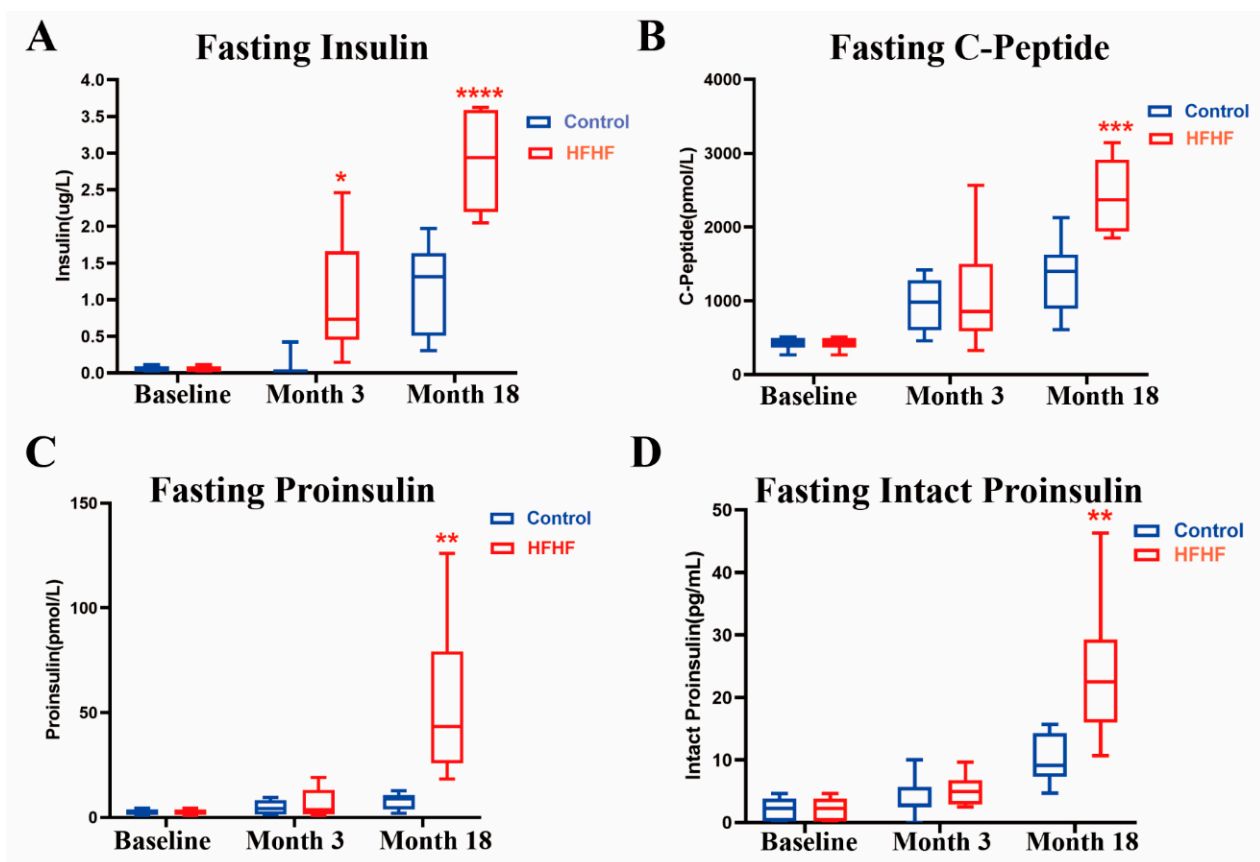 A
Fasting Insulin
4.0
3.5
3.0
2.5
2.0
1.5
1.0
0.5
0.0
Insulin(ug/L)
*
****
Control
HFHF
Baseline
Month 3
Month 18
B
Fasting C-Peptide
4000
3000
2000
1000
0
C-Peptide(pmol/L)
***
Control
HFHF
Baseline
Month 3
Month 18
C
Fasting Proinsulin
150
100
50
0
Proinsulin(pmol/L)
**
Control
HFHF
Baseline
Month 3
Month 18
D
Fasting Intact Proinsulin
50
40
30
20
10
0
Intact Proinsulin(pg/mL)
**
Control
HFHF
Baseline
Month 3
Month 18